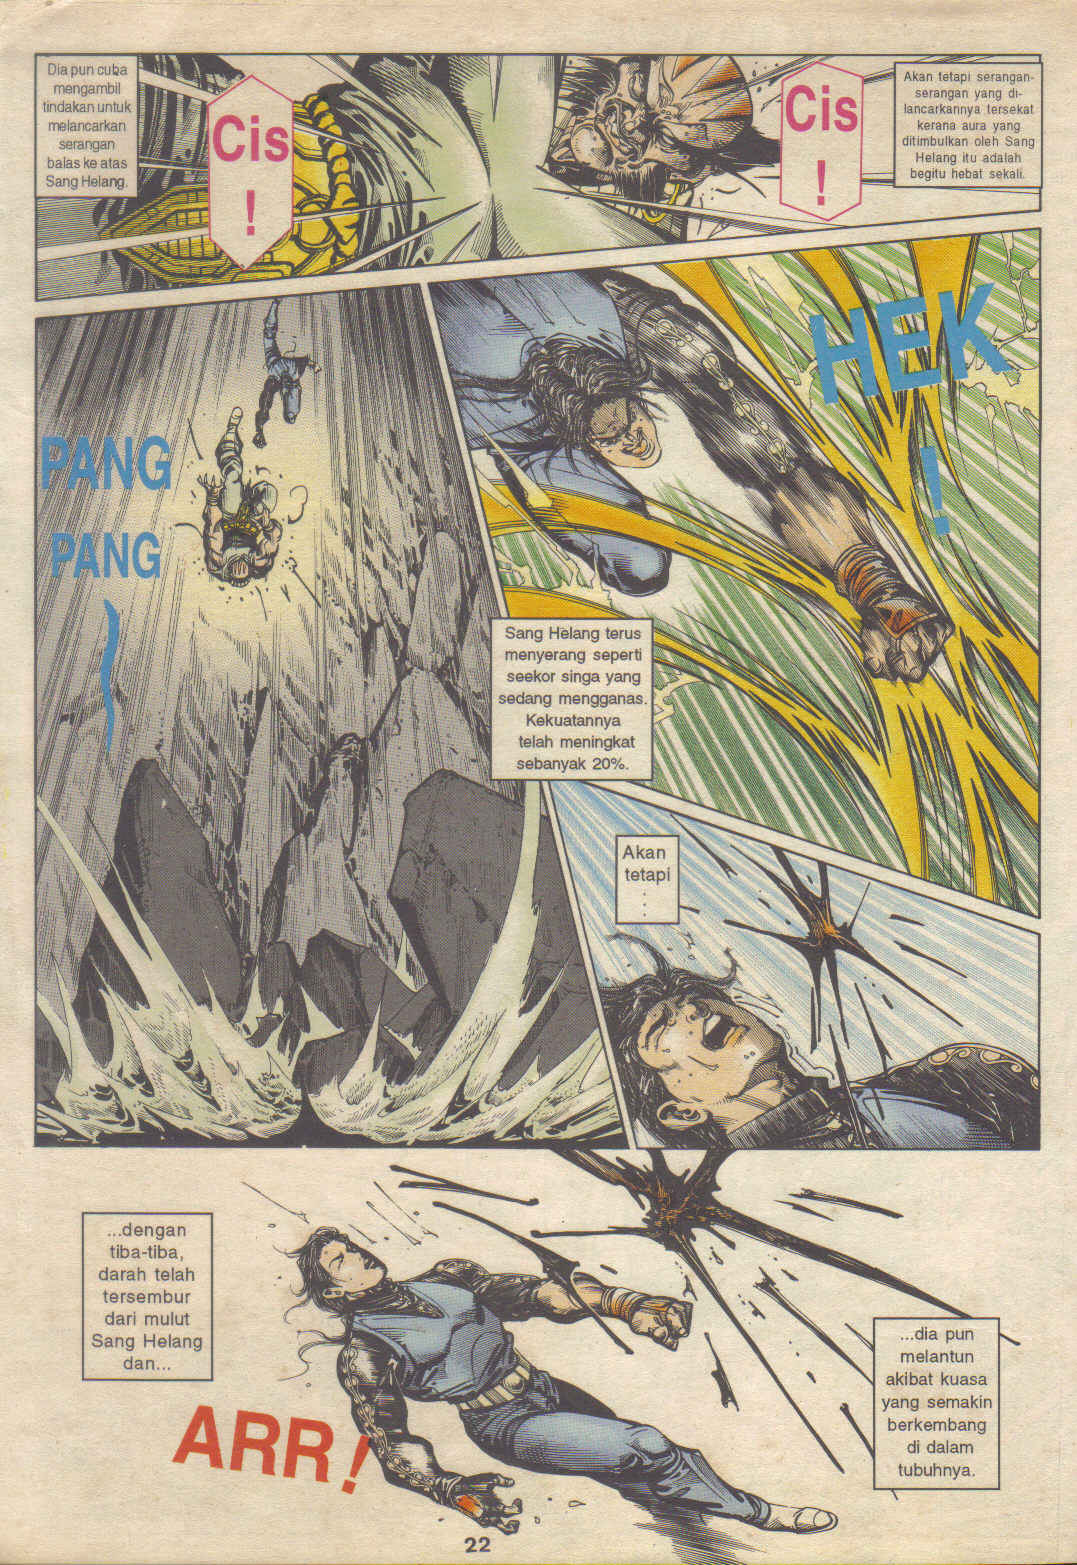 Dia pun cuba
mengambil
tindakan untuk
melancarkan
serangan
balas ke atas
Sang Helang.
Cis
!
Cis
!
Akan tetapi serangan-
serangan yang di-
lancarkannya tersekat
kerana aura yang
ditimbulkan oleh Sang
Helang itu adalah
begitu hebat sekali.
HEK
!
PANG
PANG
Sang Helang terus
menyerang seperti
seekor singa yang
sedang mengganas.
Kekuatannya
telah meningkat
sebanyak 20%.
Akan
tetapi
. . .
...dengan
tiba-tiba,
darah telah
tersembur
dari mulut
Sang Helang
dan...
ARR!
...dia pun
melantun
akibat kuasa
yang semakin
berkembang
di dalam
tubuhnya.
22